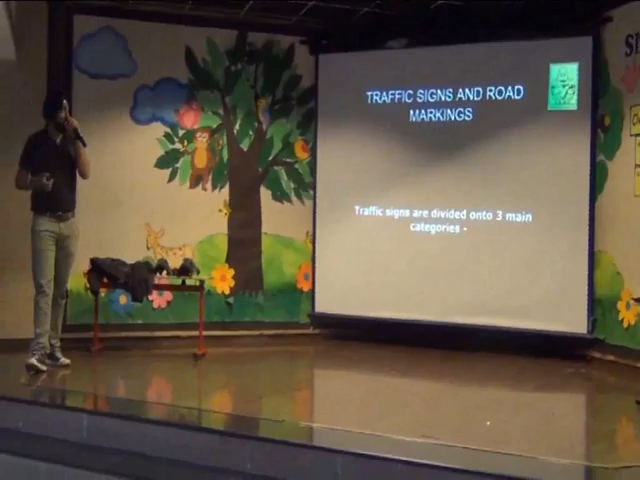 TRAFFIC SIGNS AND ROAD
MARKINGS
Traffic signs are divided onto 3 main
categories -